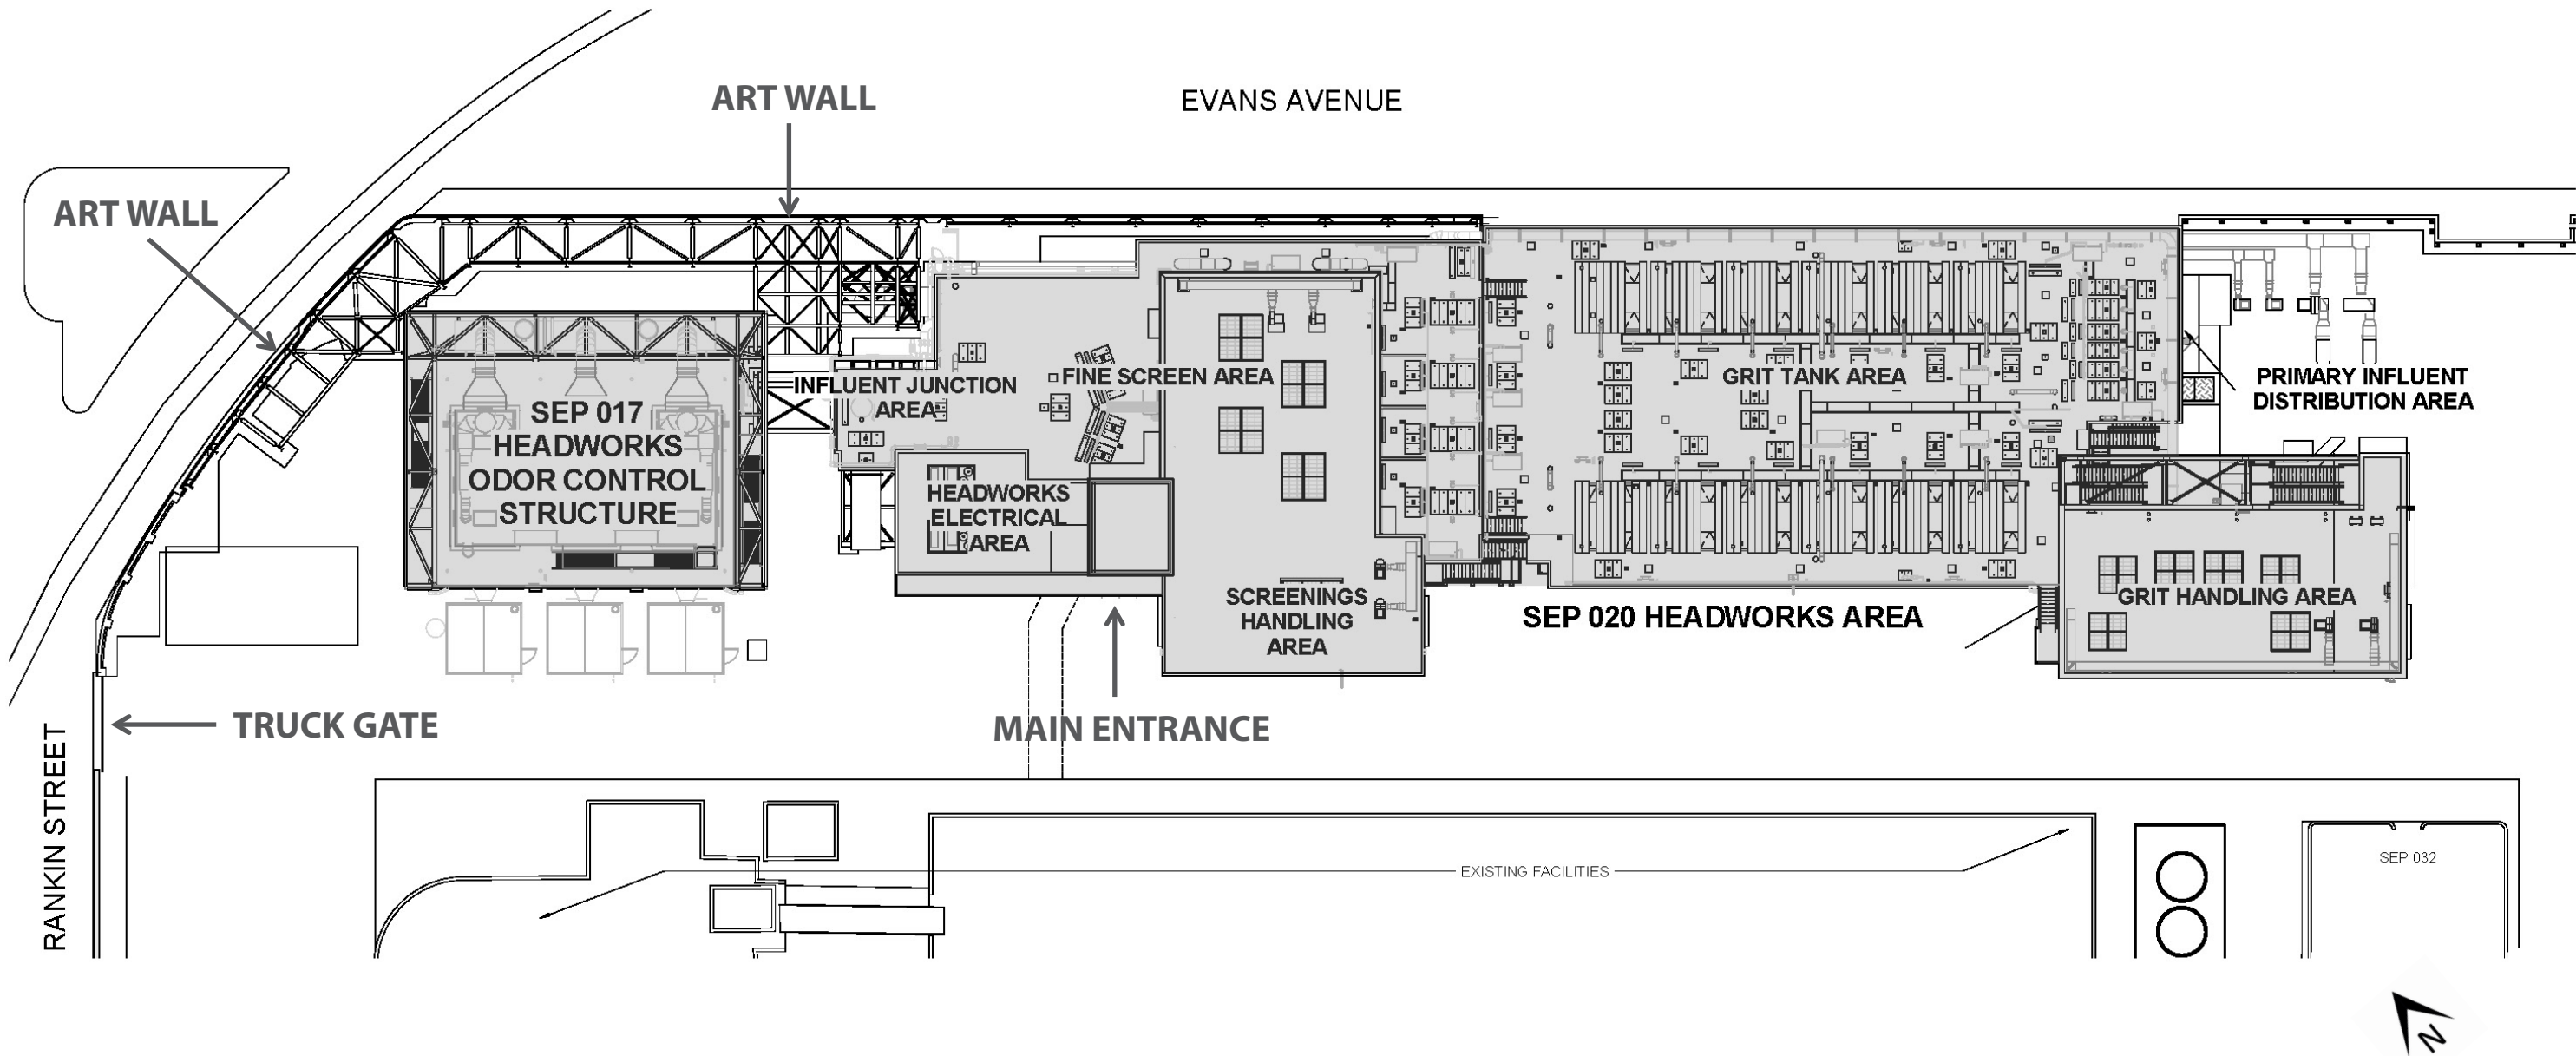 ART WALL
EVANS AVENUE
ART WALL
INFLUENT JUNCTION
AREA
FINE SCREEN AREA
GRIT TANK AREA
PRIMARY INFLUENT
DISTRIBUTION AREA
SEP 017
HEADWORKS
ODOR CONTROL
STRUCTURE
HEADWORKS
ELECTRICAL
AREA
SCREENINGS
HANDLING
AREA
SEP 020 HEADWORKS AREA
GRIT HANDLING AREA
TRUCK GATE
MAIN ENTRANCE
RANKIN STREET
EXISTING FACILITIES
SEP 032
N